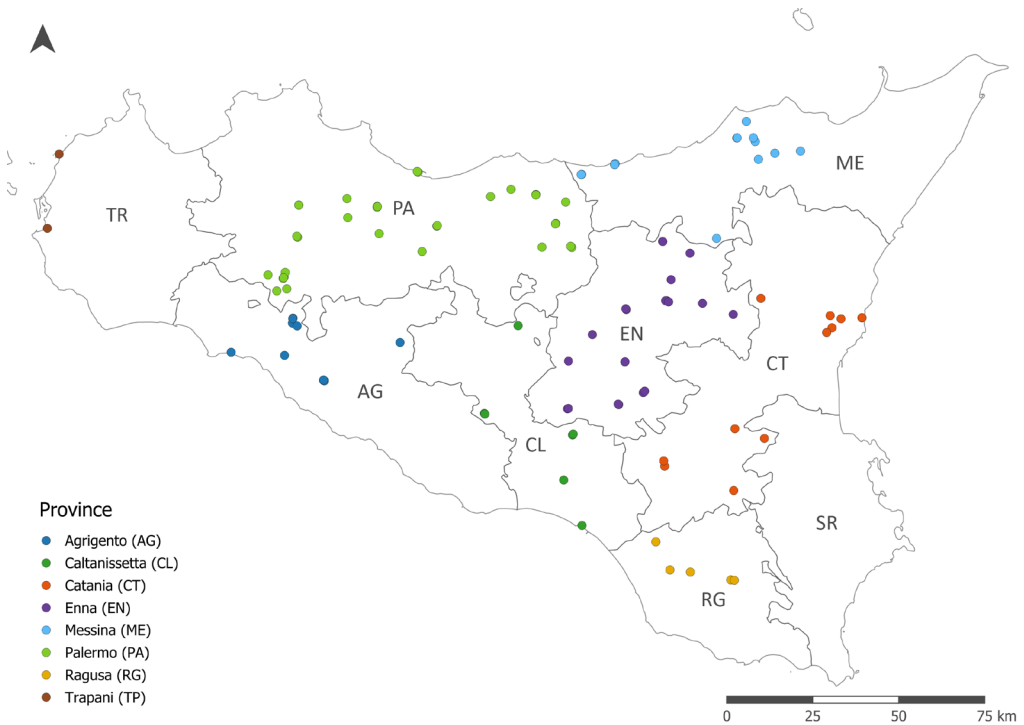 ME
TR
PA
EN
CT
AG
CL
SR
RG
Province
Agrigento (AG)
Caltanissetta (CL)
Catania (CT)
Enna (EN)
Messina (ME)
Palermo (PA)
Ragusa (RG)
Trapani (TP)
0 25 50 75 km